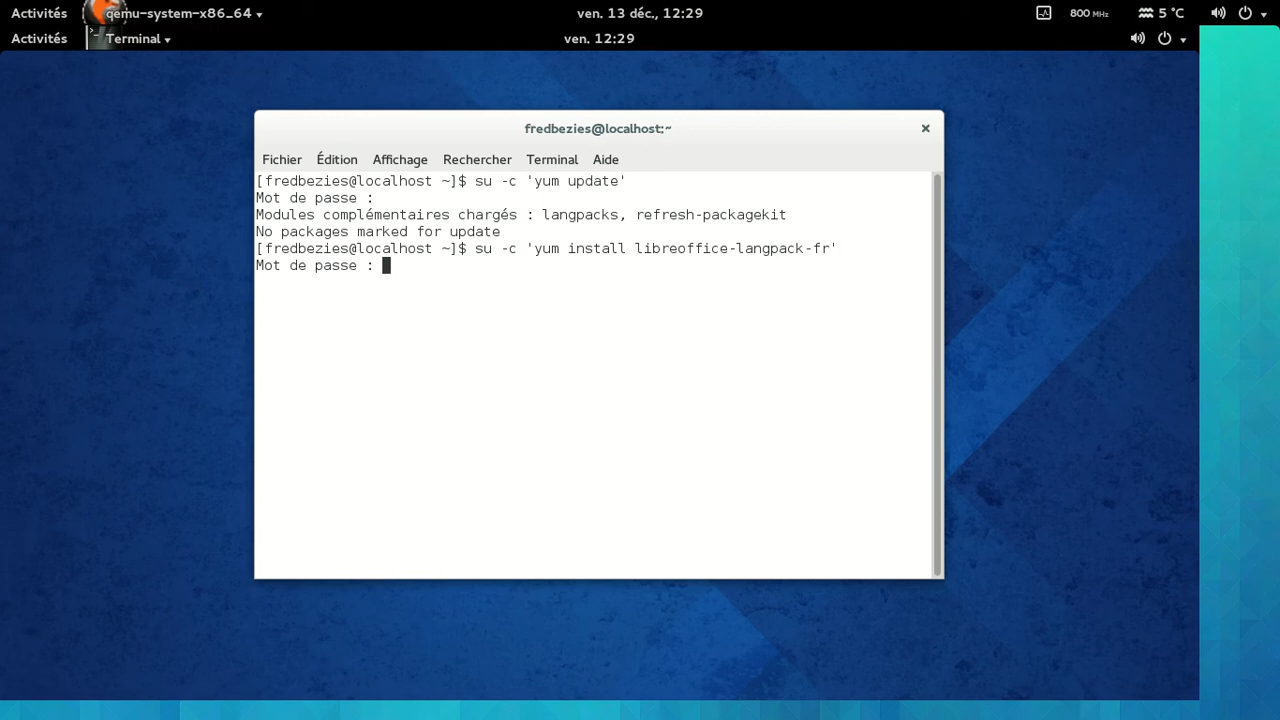 Activités qemu-system-x86_64 ven. 13 déc., 12:29 800 MHz 5 °C
Activités Terminal ven. 12:29
fredbezies@localhost:~
Fichier Édition Affichage Rechercher Terminal Aide
[fredbezies@localhost ~]$ su -c 'yum update'
Mot de passe :
Modules complémentaires chargés : langpacks, refresh-packagekit
No packages marked for update
[fredbezies@localhost ~]$ su -c 'yum install libreoffice-langpack-fr'
Mot de passe :